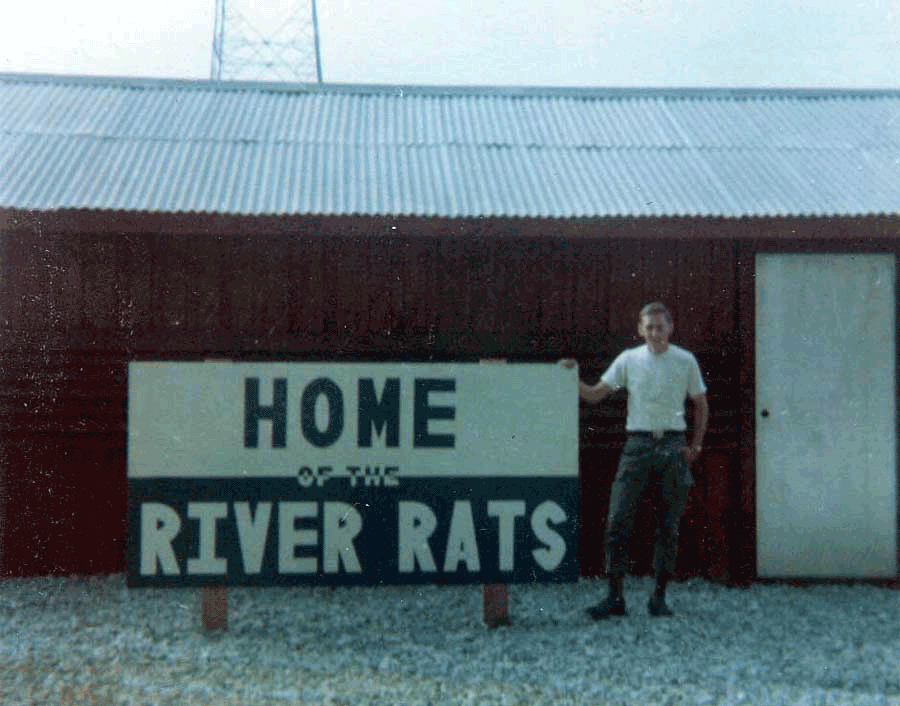 HOME
OF THE
RIVER RATS